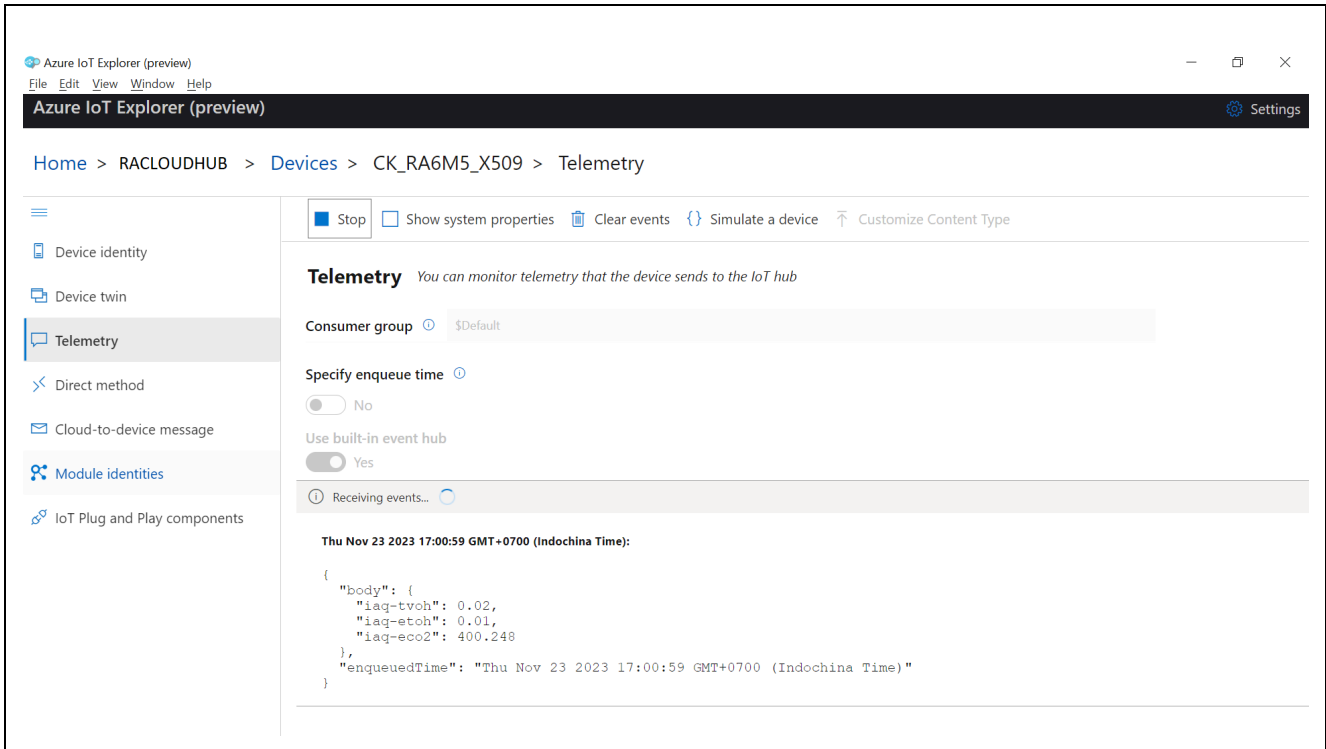 Azure IoT Explorer (preview)
File Edit View Window Help
Azure IoT Explorer (preview)
Settings
Home > RACLOUDHUB > Devices > CK_RA6M5_X509 > Telemetry
Stop Show system properties Clear events {} Simulate a device Customize Content Type
Device identity
Device twin
Telemetry
Direct method
Cloud-to-device message
Module identities
IoT Plug and Play components
Telemetry You can monitor telemetry that the device sends to the IoT hub
Consumer group $Default
Specify enqueue time
No
Use built-in event hub
Yes
Receiving events...
Thu Nov 23 2023 17:00:59 GMT+0700 (Indochina Time):
{
"body": {
"iaq-tvoh": 0.02,
"iaq-etoh": 0.01,
"iaq-eco2": 400.248
},
"enqueuedTime": "Thu Nov 23 2023 17:00:59 GMT+0700 (Indochina Time)"
}